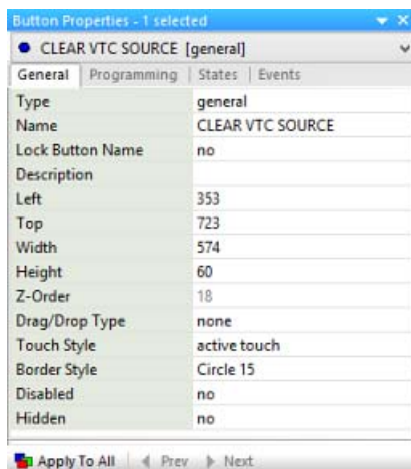 Button Properties - 1 selected
CLEAR VTC SOURCE [general]
General Programming States Events
Type general
Name CLEAR VTC SOURCE
Lock Button Name no
Description
Left 353
Top 723
Width 574
Height 60
Z-Order 18
Drag/Drop Type none
Touch Style active touch
Border Style Circle 15
Disabled no
Hidden no
Apply To All Prev Next